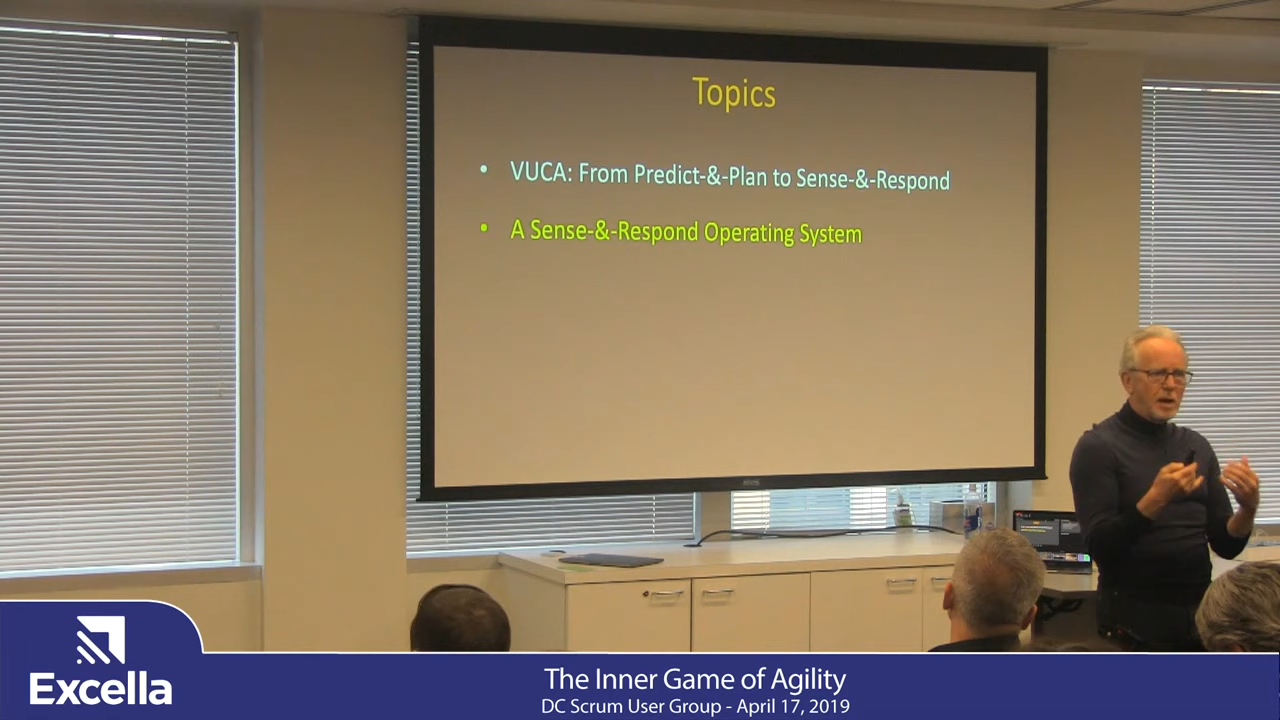 Topics
• VUCA: From Predict-&-Plan to Sense-&-Respond
• A Sense-&-Respond Operating System
Excella
The Inner Game of Agility
DC Scrum User Group - April 17, 2019